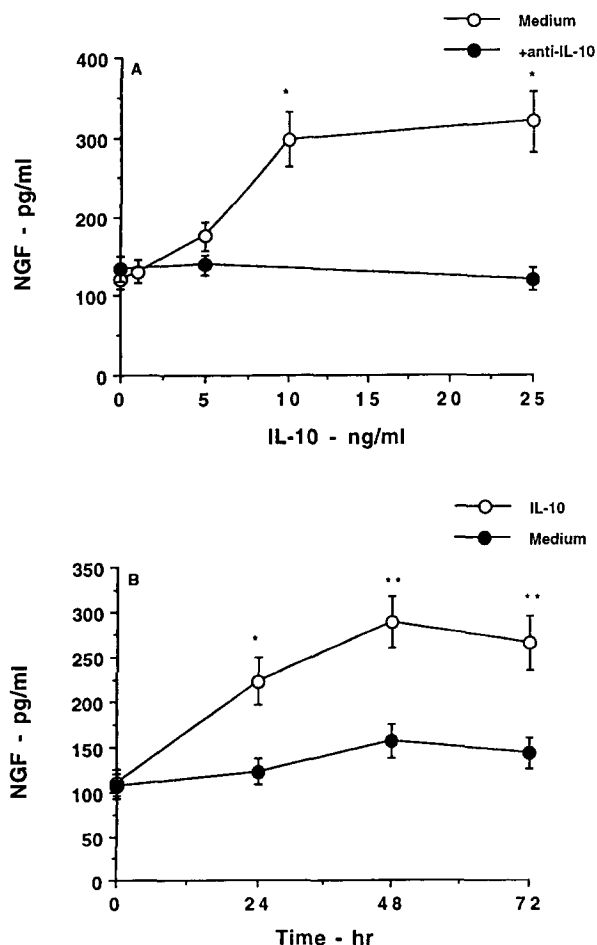 Medium
+anti-IL-10
A
*
*
400
300
200
100
0
NGF - pg/ml
0 5 10 15 20 25
IL-10 - ng/ml
IL-10
Medium
B
*
**
**
350
300
250
200
150
100
50
0
NGF - pg/ml
0 24 48 72
Time - hr